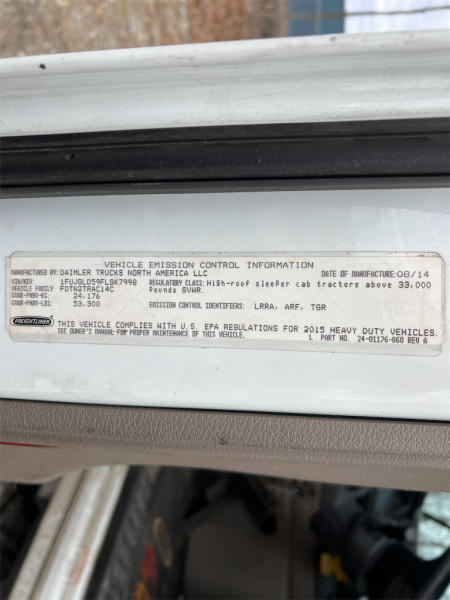 VEHICLE EMISSION CONTROL INFORMATION
MANUFACTURED BY: DAIMLER TRUCKS NORTH AMERICA LLC DATE OF MANUFACTURE: 08/14
VIN/NIV: 1FUJGLD59FLGK7998 REGULATORY CLASS: High-roof sleeper cab tractors above 33,000
VEHICLE FAMILY FDTN2TRAC14C Pounds GVWR.
GVWR-PNBV-KG: 24,176
GVWR-PNBV-LBS: 53,300 EMISSION CONTROL IDENTIFIERS: LRRA, ARF, TGR
FREIGHTLINER
THIS VEHICLE COMPLIES WITH U.S. EPA REGULATIONS FOR 2015 HEAVY DUTY VEHICLES.
SEE OWNER'S MANUAL FOR PROPER MAINTENANCE OF THIS VEHICLE. L PART NO. 24-01176-060 REV A